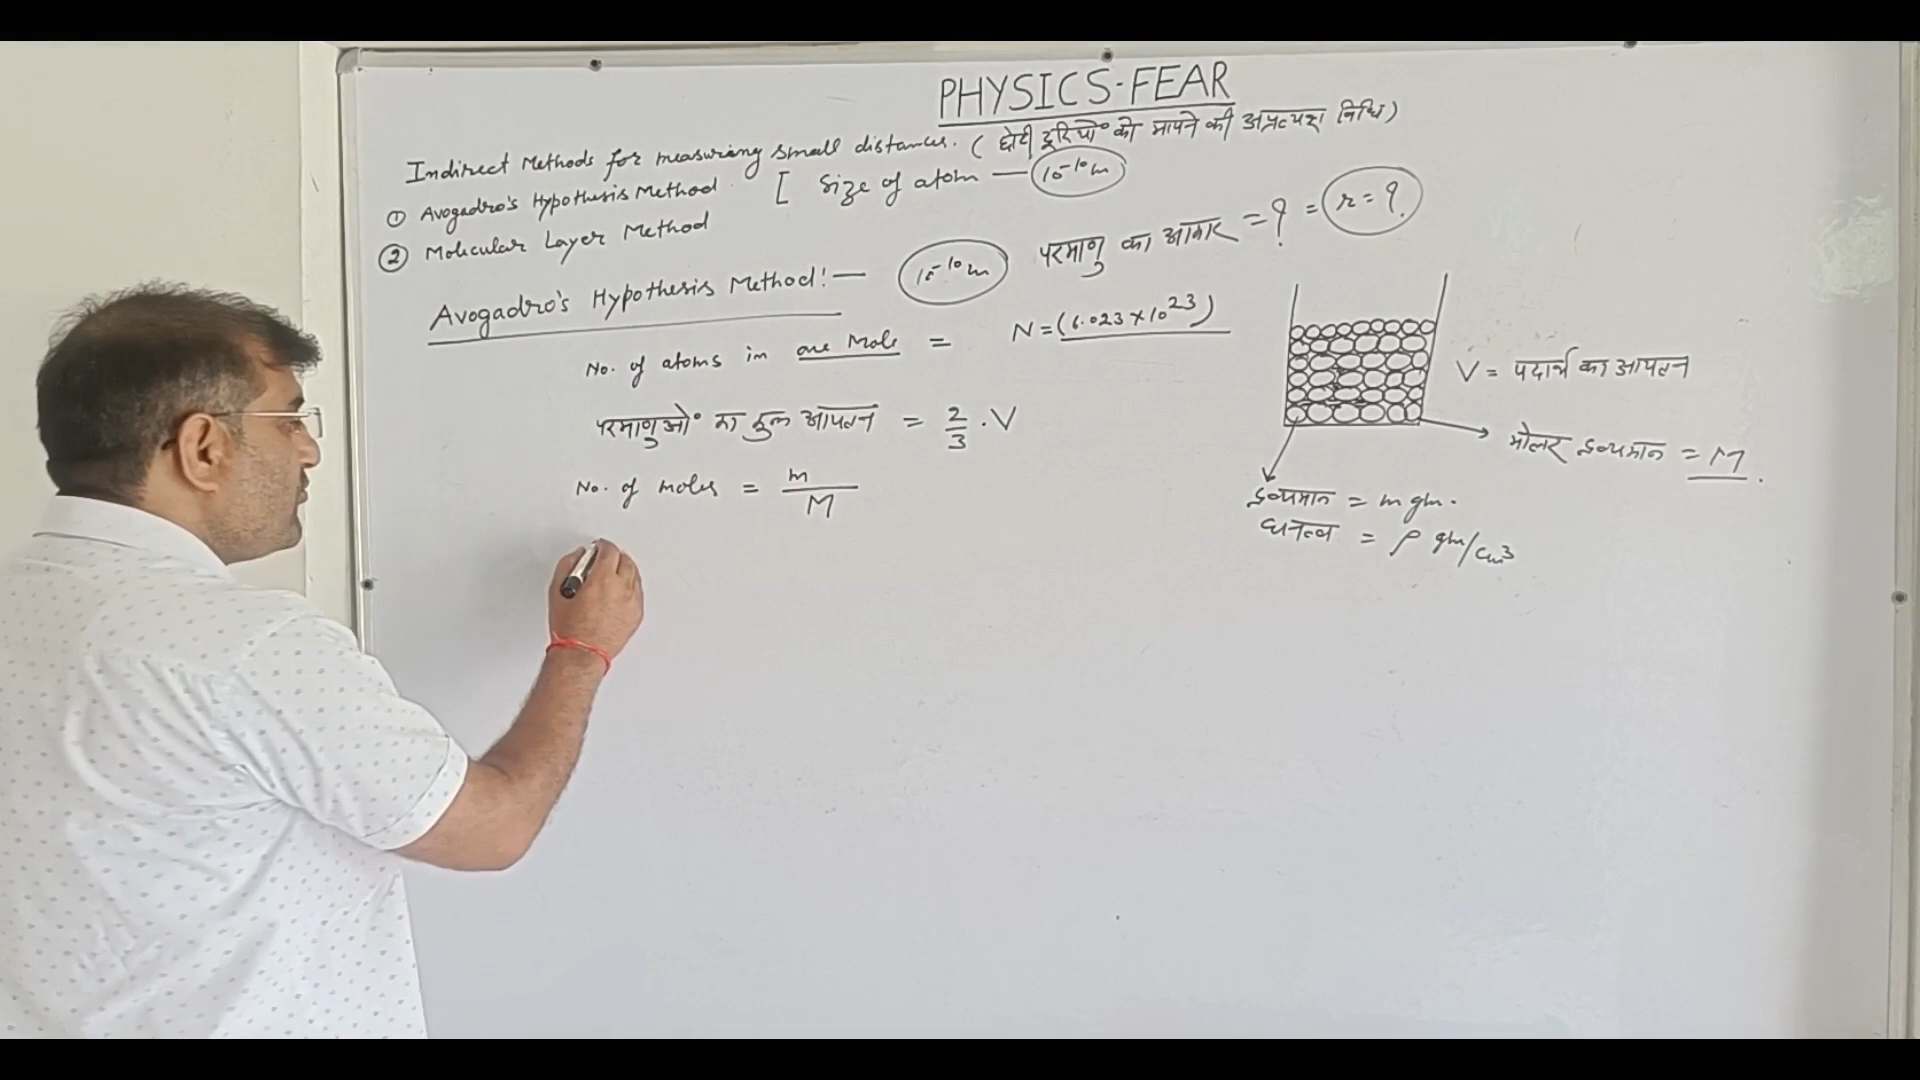 PHYSICS-FEAR
Indirect Methods for measuring small distances. (छोटी दूरियों को मापने की अप्रत्यक्ष विधि)
① Avogadro's Hypothesis Method. [ Size of atom — 10⁻¹⁰m
② Molicular Layer Method
परमाणु का आकार = ? = r = ?
Avogadro's Hypothesis Method! — 10⁻¹⁰m
No. of atoms in one Mole = N = (6.023 × 10²³)
परमाणुओं का कुल आयतन = 2/3 . V
No. of moles = m/M
V = पदार्थ का आयतन
मोलर द्रव्यमान = M.
द्रव्यमान = m gm.
घनत्व = ρ gm/cm³